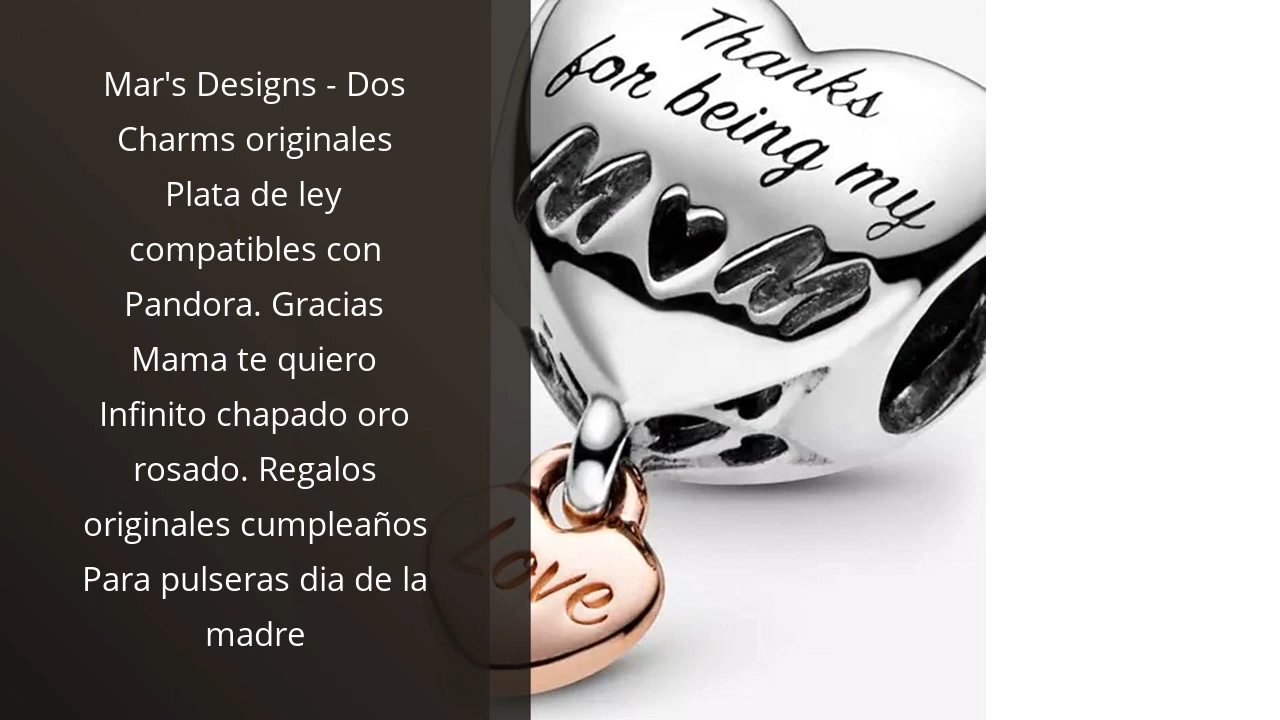 Mar's Designs - Dos
Charms originales
Plata de ley
compatibles con
Pandora. Gracias
Mama te quiero
Infinito chapado oro
rosado. Regalos
originales cumpleaños
Para pulseras dia de la
madre
Thanks
for being my
M♥M
Love